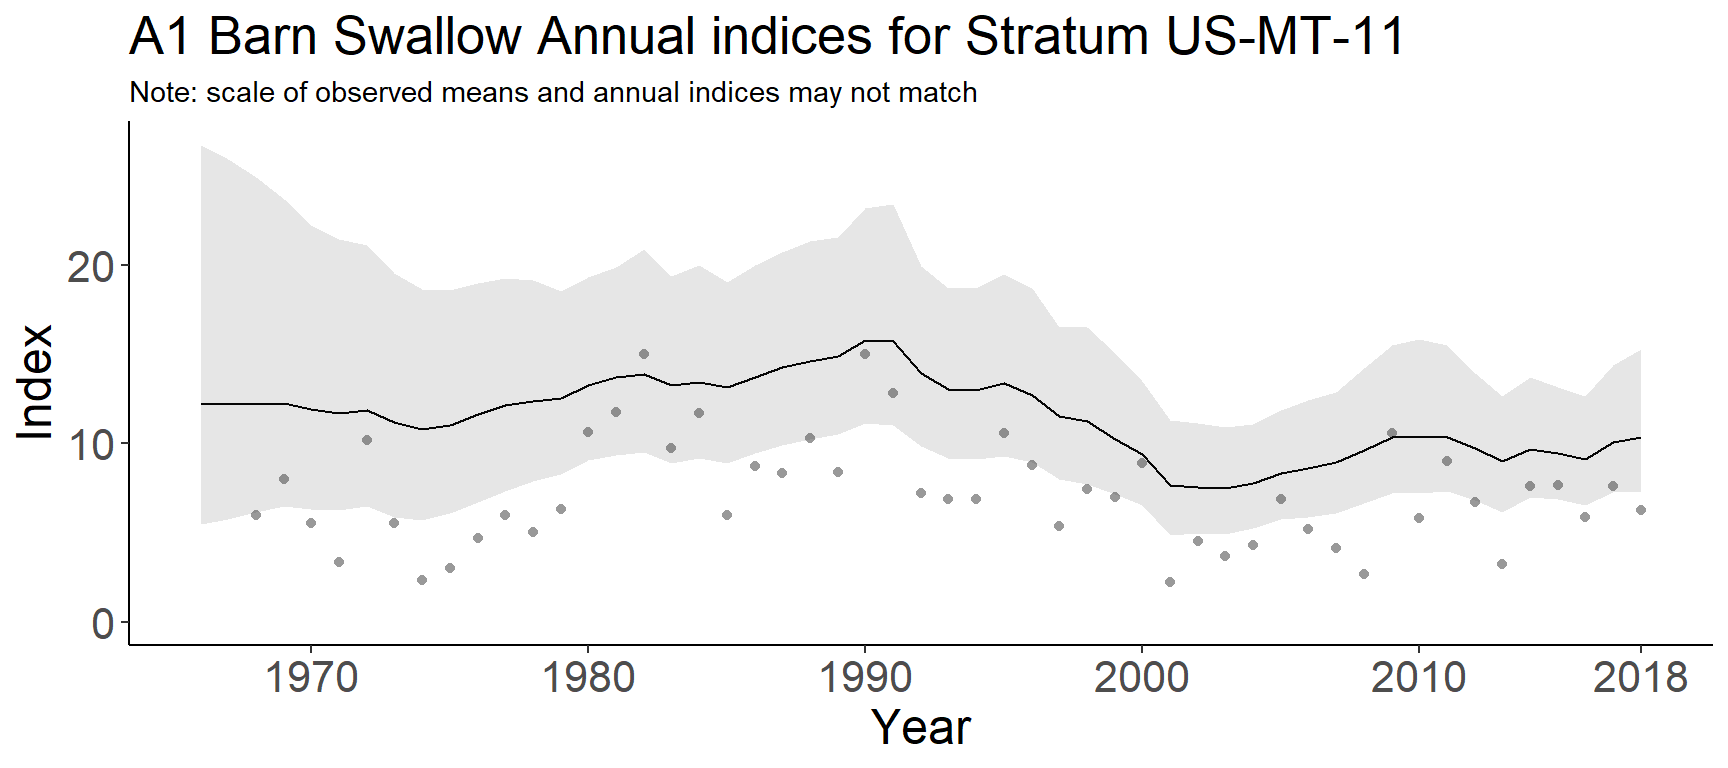 A1 Barn Swallow Annual indices for Stratum US-MT-11
Note: scale of observed means and annual indices may not match
Index
20
10
0
1970 1980 1990 2000 2010 2018
Year